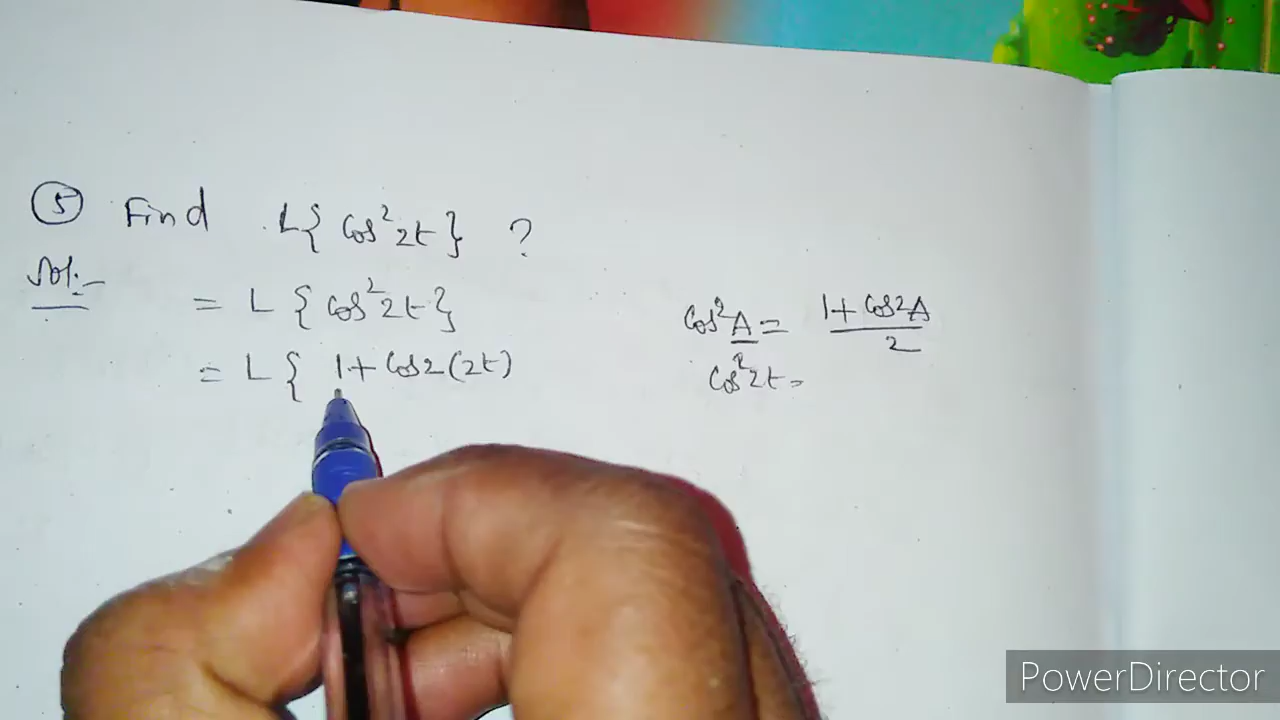 ⑤ Find L{cos²2t} ?
Sol:-
= L{cos²2t}
= L{ 1+cos2(2t)
cos²A = 1+cos2A / 2
cos²2t =
PowerDirector